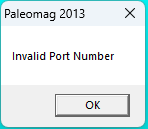 Paleomag 2013
Invalid Port Number
OK